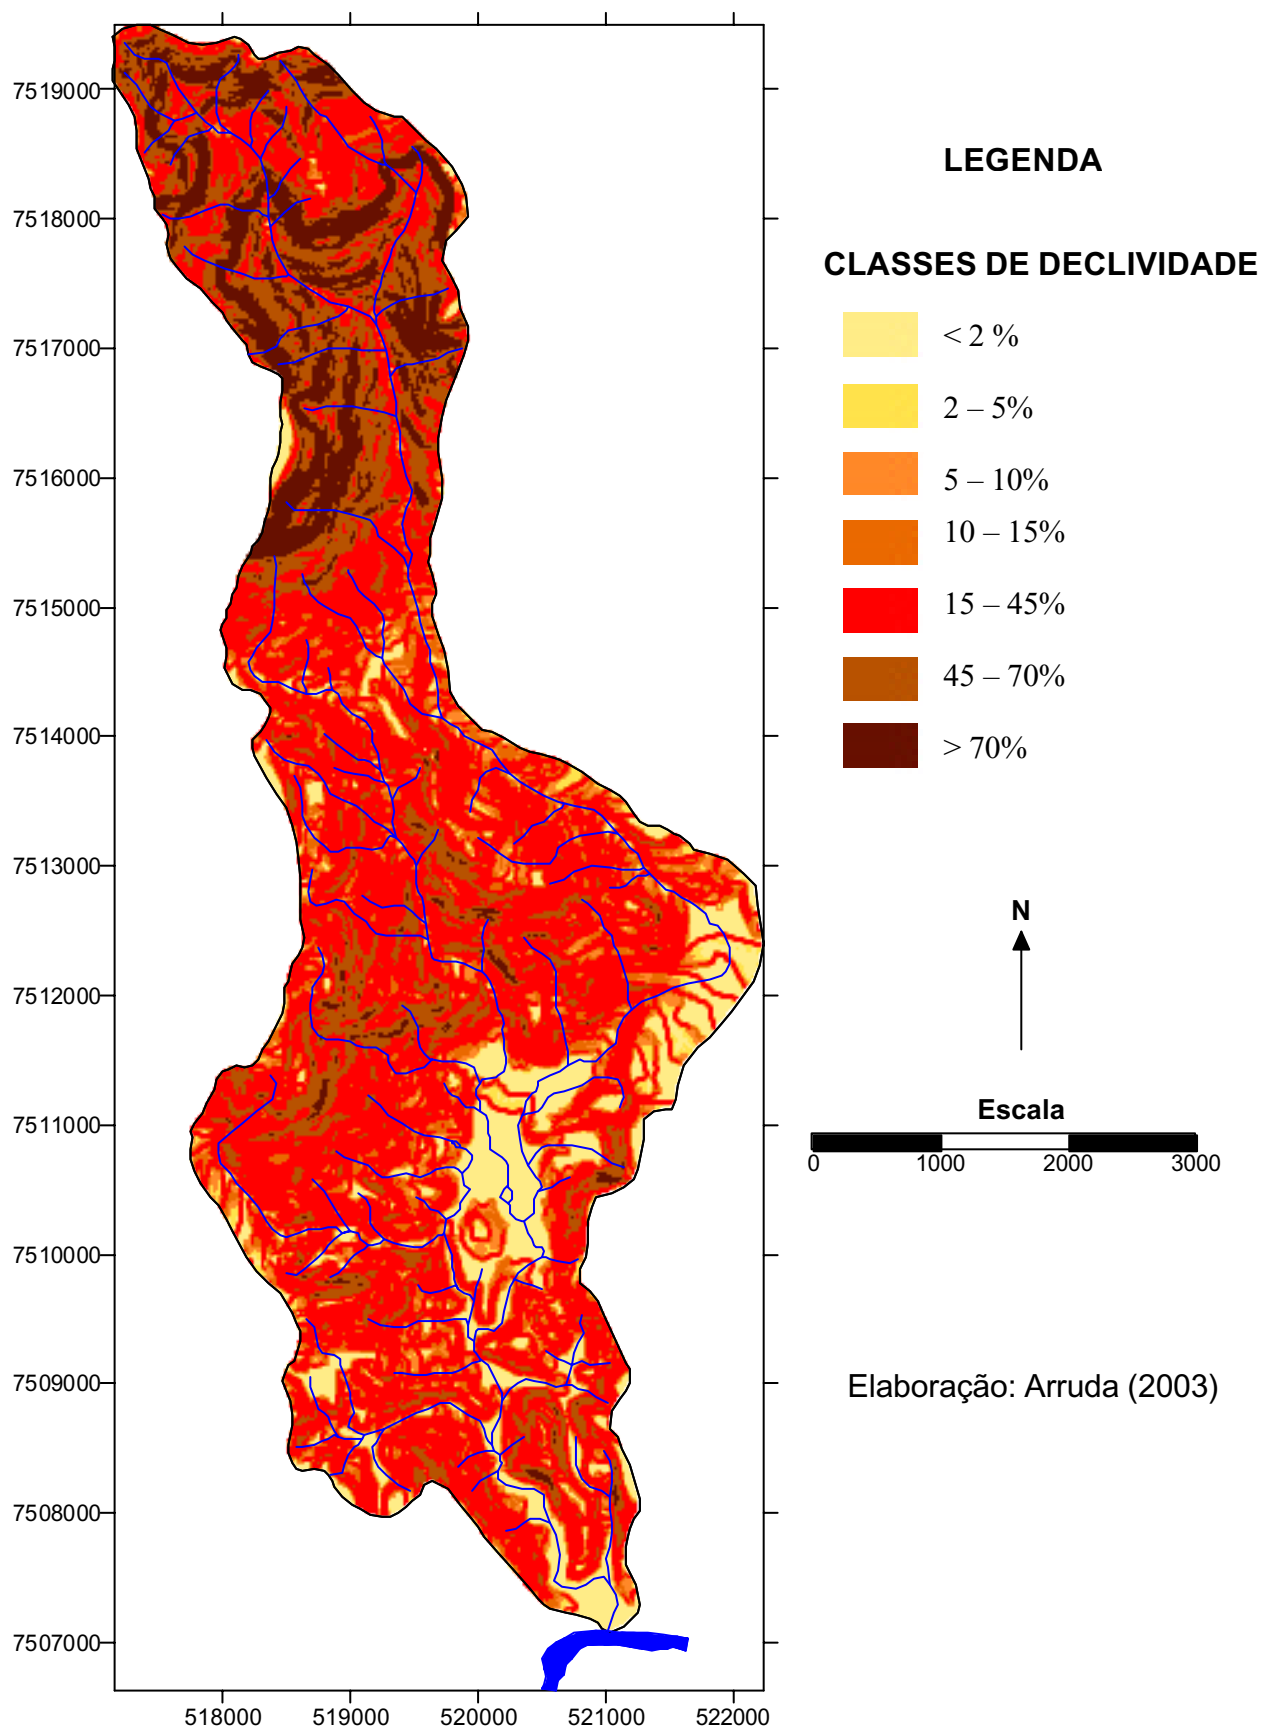 7519000
7518000
7517000
7516000
7515000
7514000
7513000
7512000
7511000
7510000
7509000
7508000
7507000
518000
519000
520000
521000
522000
LEGENDA
CLASSES DE DECLIVIDADE
< 2 %
2 – 5%
5 – 10%
10 – 15%
15 – 45%
45 – 70%
> 70%
N
Escala
0 1000 2000 3000
Elaboração: Arruda (2003)